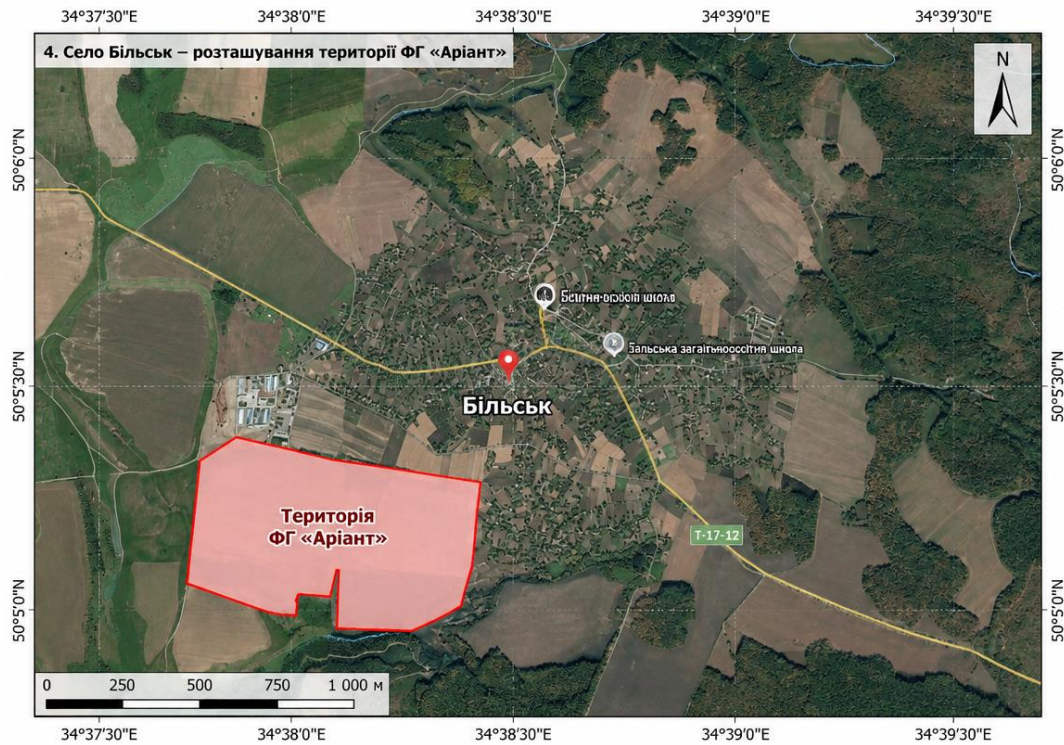 34°37'30"E 34°38'0"E 34°38'30"E 34°39'0"E 34°39'30"E
4. Село Більськ – розташування території ФГ «Аріант»
N
50°6'0"N 50°6'0"N
школа
школа
50°5'30"N 50°5'30"N
Більськ
Територія
ФГ «Аріант»
Т-17-12
50°5'0"N 50°5'0"N
0 250 500 750 1 000 м
34°37'30"E 34°38'0"E 34°38'30"E 34°39'0"E 34°39'30"E